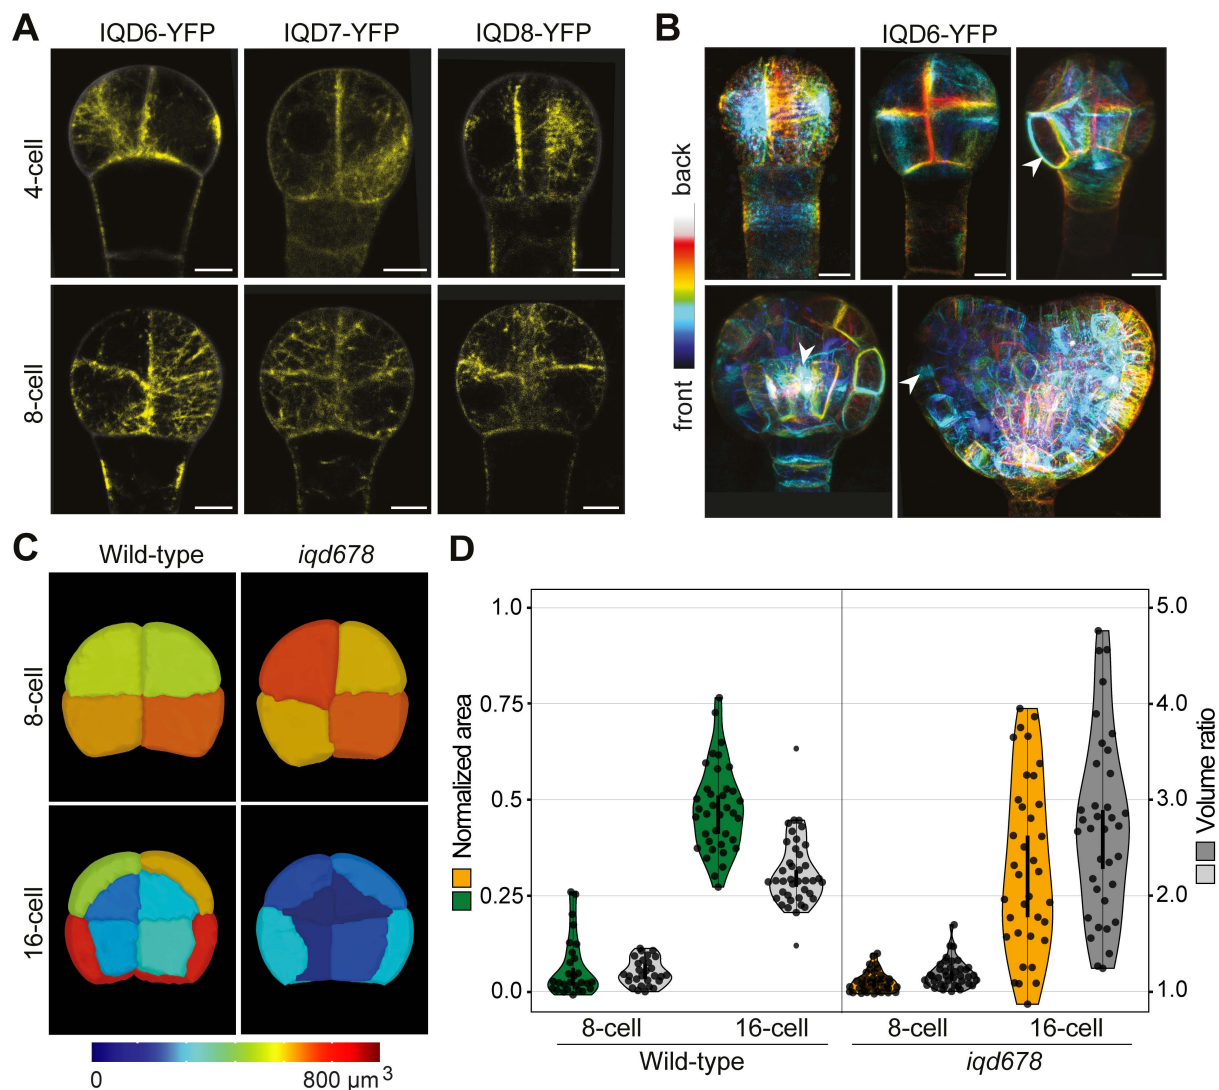 A
IQD6-YFP IQD7-YFP IQD8-YFP
4-cell
8-cell
B
IQD6-YFP
back
front
C
Wild-type iqd678
8-cell
16-cell
0 800 µm3
D
Normalized area
1.0
0.75
0.5
0.25
0.0
5.0
4.0
3.0
2.0
1.0
Volume ratio
8-cell 16-cell 8-cell 16-cell
Wild-type iqd678